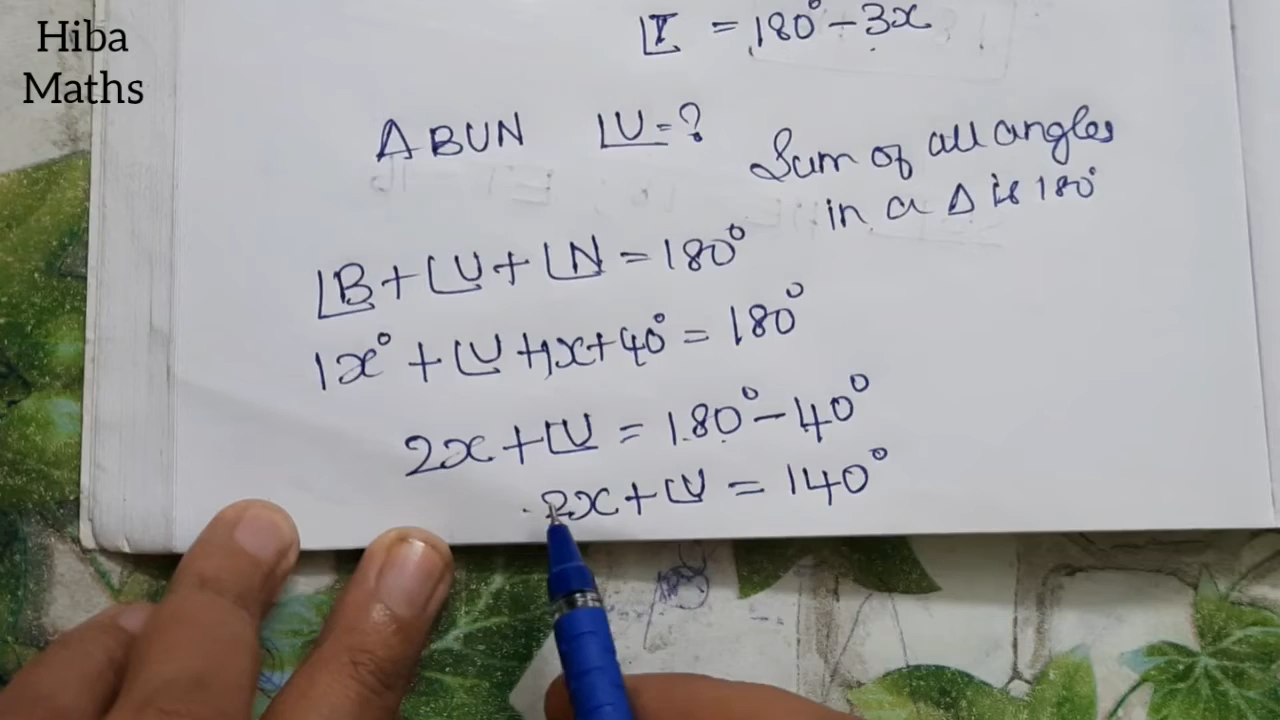 Hiba
Maths
∠I = 180° - 3x
Δ BUN ∠U = ?
Sum of all angles
in a Δ is 180°
∠B + ∠U + ∠N = 180°
1x° + ∠U + 1x + 40° = 180°
2x + ∠U = 180° - 40°
2x + ∠U = 140°